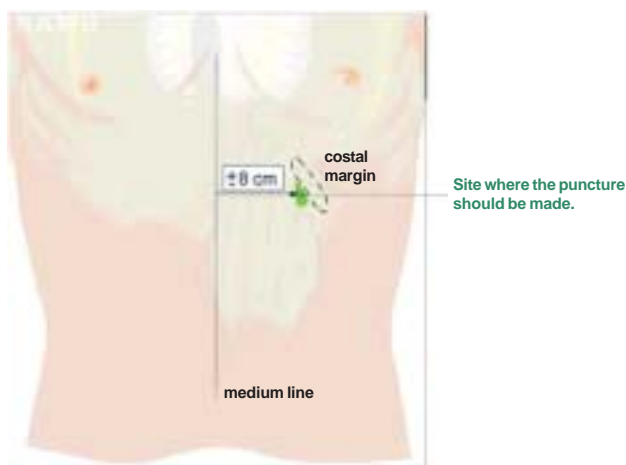 ±8 cm
costal
margin
Site where the puncture
should be made.
medium line